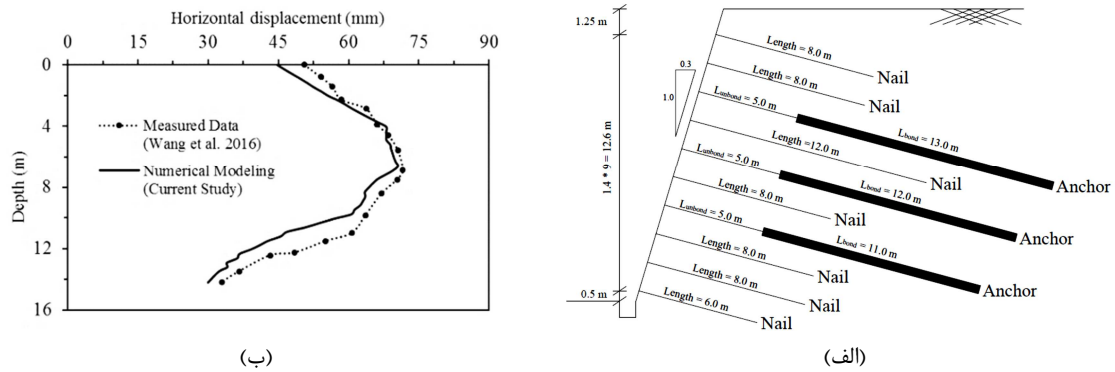 Horizontal displacement (mm)
0 15 30 45 60 75 90
0
4
8
12
16
Depth (m)
Measured Data
(Wang et al. 2016)
Numerical Modeling
(Current Study)
(ب)
1.25 m
1.4 * 9 = 12.6 m
0.5 m
0.3
1.0
Length = 8.0 m
Nail
Length = 8.0 m
Nail
Lunbond = 5.0 m
Lbond = 13.0 m
Anchor
Length =12.0 m
Nail
Lunbond = 5.0 m
Lbond = 12.0 m
Anchor
Length = 8.0 m
Nail
Lunbond = 5.0 m
Lbond = 11.0 m
Anchor
Length = 8.0 m
Nail
Length = 8.0 m
Nail
Length = 6.0 m
Nail
(الف)